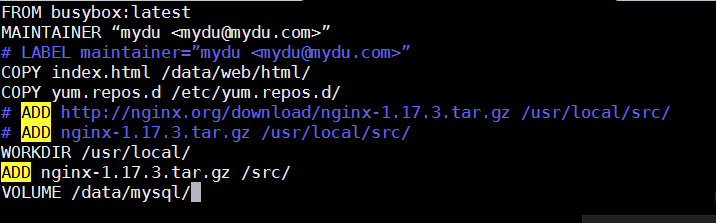 FROM busybox:latest
MAINTAINER “mydu <mydu@mydu.com>”
# LABEL maintainer=”mydu <mydu@mydu.com>”
COPY index.html /data/web/html/
COPY yum.repos.d /etc/yum.repos.d/
# ADD http://nginx.org/download/nginx-1.17.3.tar.gz /usr/local/src/
# ADD nginx-1.17.3.tar.gz /usr/local/src/
WORKDIR /usr/local/
ADD nginx-1.17.3.tar.gz /src/
VOLUME /data/mysql/